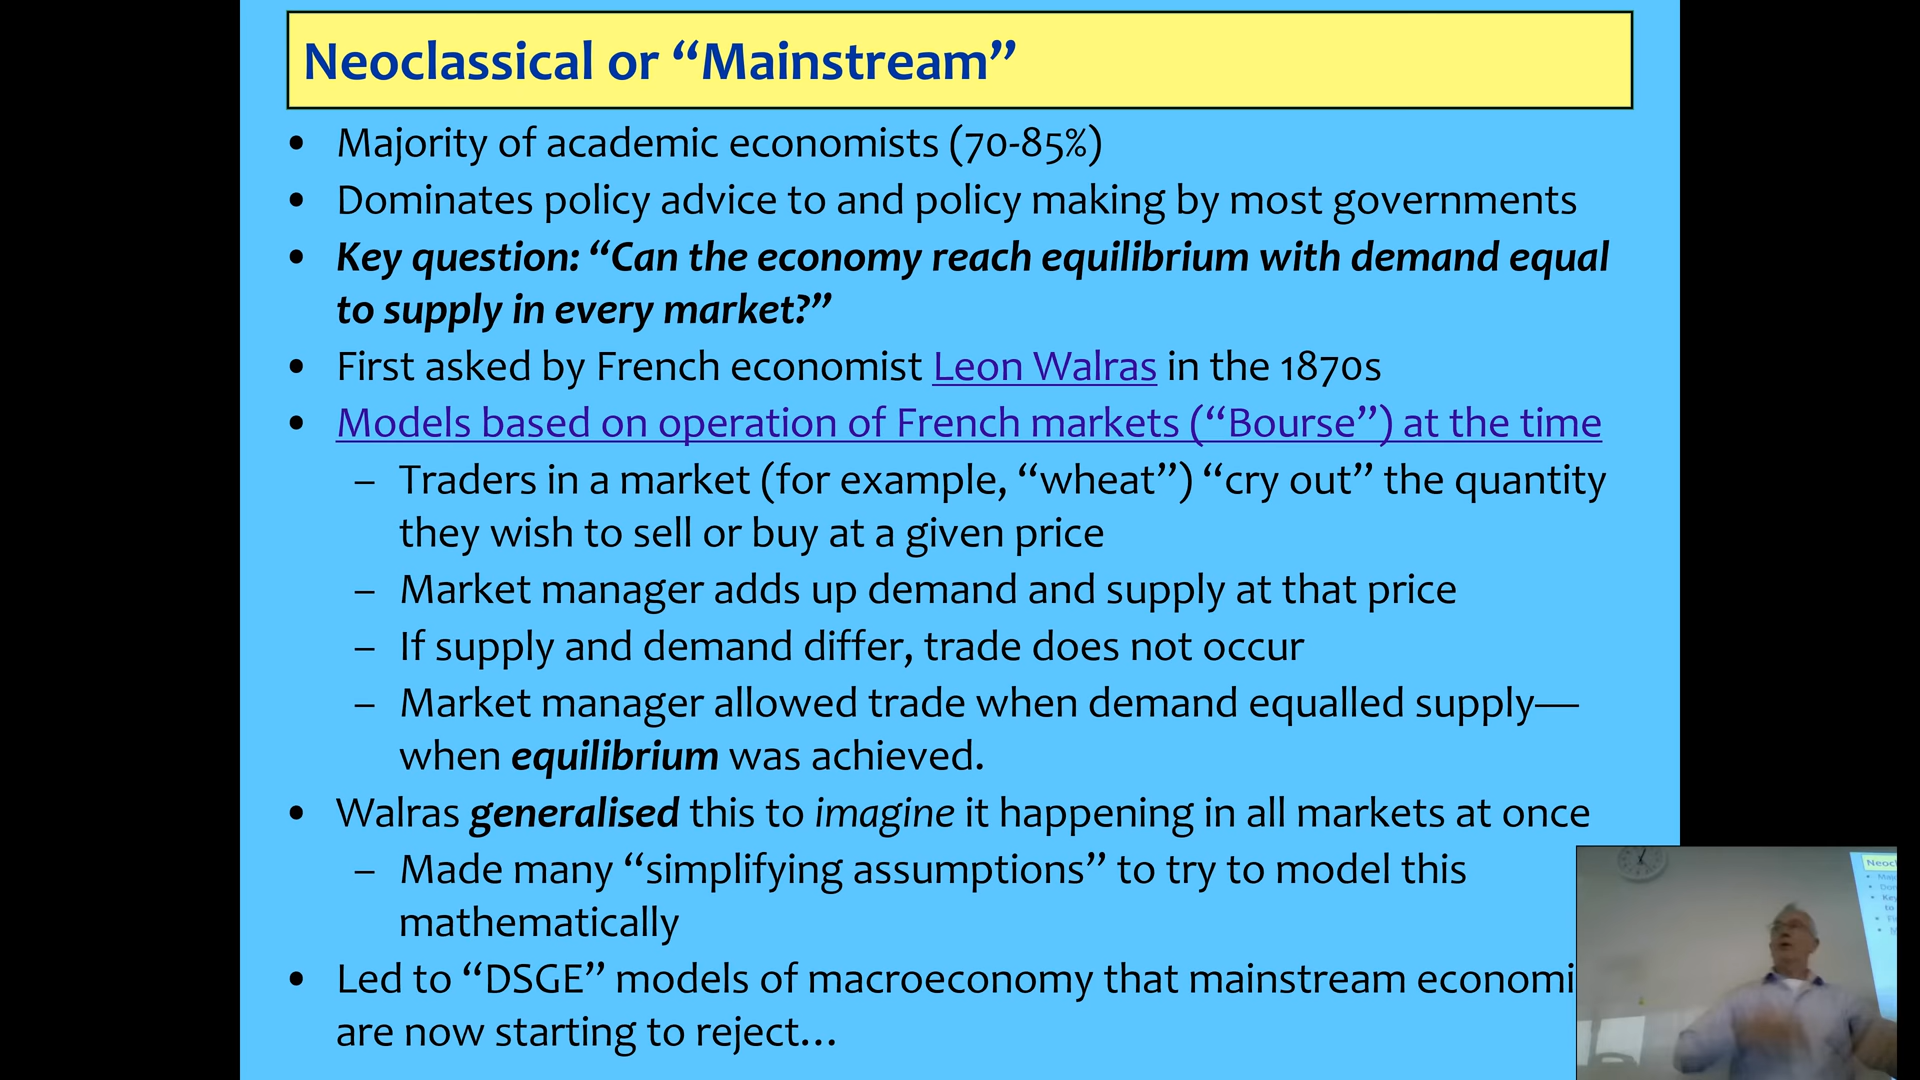 Neoclassical or “Mainstream”
• Majority of academic economists (70-85%)
• Dominates policy advice to and policy making by most governments
• Key question: “Can the economy reach equilibrium with demand equal
to supply in every market?”
• First asked by French economist Leon Walras in the 1870s
• Models based on operation of French markets (“Bourse”) at the time
– Traders in a market (for example, “wheat”) “cry out” the quantity
they wish to sell or buy at a given price
– Market manager adds up demand and supply at that price
– If supply and demand differ, trade does not occur
– Market manager allowed trade when demand equalled supply—
when equilibrium was achieved.
• Walras generalised this to imagine it happening in all markets at once
– Made many “simplifying assumptions” to try to model this
mathematically
• Led to “DSGE” models of macroeconomy that mainstream economi
are now starting to reject…